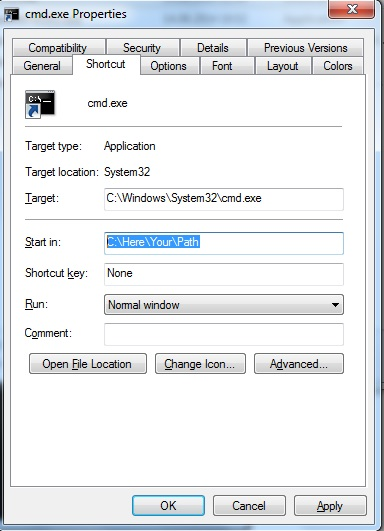 cmd.exe Properties
Compatibility Security Details Previous Versions
General Shortcut Options Font Layout Colors
C:\
cmd.exe
Target type: Application
Target location: System32
Target: C:\Windows\System32\cmd.exe
Start in: C:\Here\Your\Path
Shortcut key: None
Run: Normal window
Comment:
Open File Location Change Icon... Advanced...
OK Cancel Apply